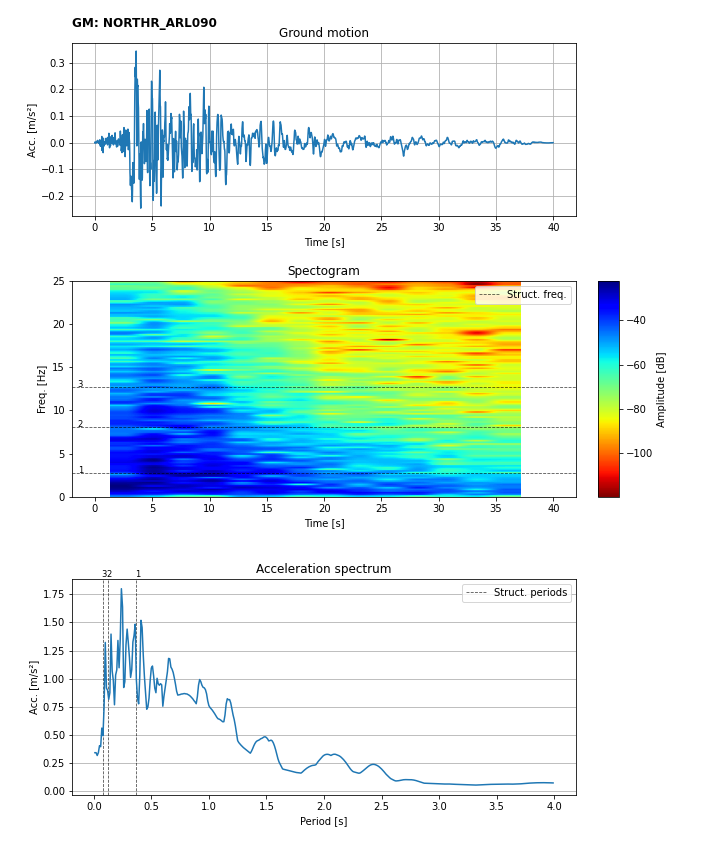 GM: NORTHR_ARL090
Ground motion
Acc. [m/s²]
0.3
0.2
0.1
0.0
−0.1
−0.2
0 5 10 15 20 25 30 35 40
Time [s]
Spectogram
Freq. [Hz]
25
20
15
10
5
0
3
2
1
Struct. freq.
0 5 10 15 20 25 30 35 40
Time [s]
−40
−60
−80
−100
Amplitude [dB]
Acceleration spectrum
32 1
Struct. periods
Acc. [m/s²]
1.75
1.50
1.25
1.00
0.75
0.50
0.25
0.00
0.0 0.5 1.0 1.5 2.0 2.5 3.0 3.5 4.0
Period [s]